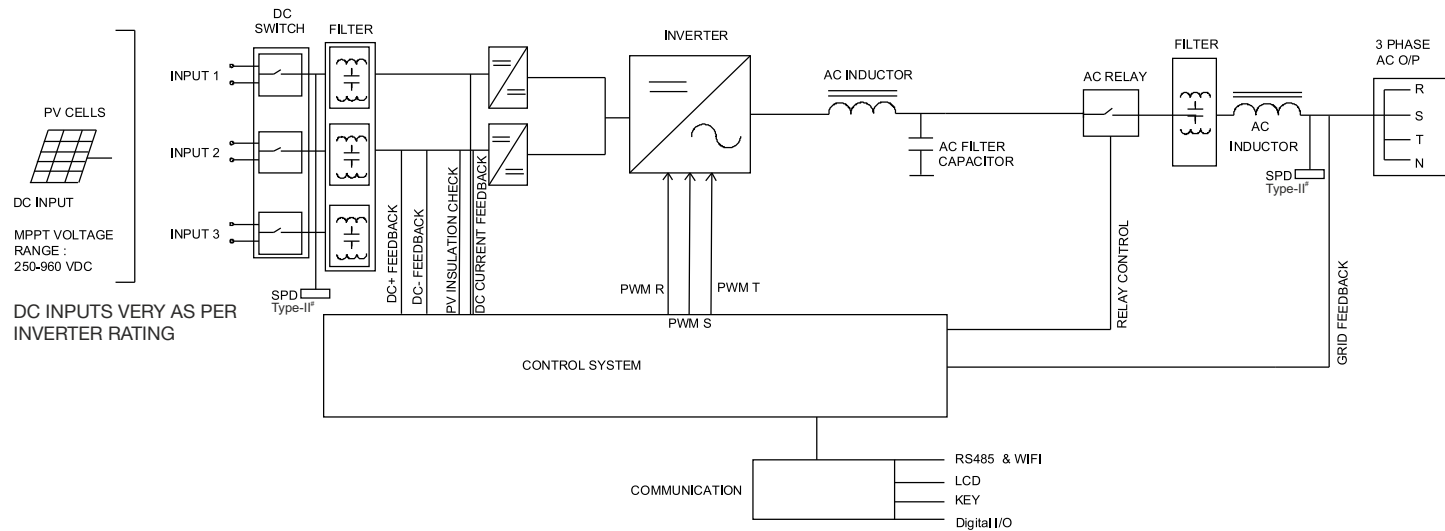 DC
SWITCH
FILTER
INPUT 1
INPUT 2
INPUT 3
PV CELLS
DC INPUT
MPPT VOLTAGE
RANGE :
250-960 VDC
DC INPUTS VERY AS PER
INVERTER RATING
SPD
Type-II#
DC+ FEEDBACK
DC- FEEDBACK
PV INSULATION CHECK
DC CURRENT FEEDBACK
INVERTER
PWM R
PWM S
PWM T
AC INDUCTOR
AC FILTER
CAPACITOR
AC RELAY
RELAY CONTROL
FILTER
AC
INDUCTOR
SPD
Type-II#
GRID FEEDBACK
3 PHASE
AC O/P
R
S
T
N
CONTROL SYSTEM
COMMUNICATION
RS485 & WIFI
LCD
KEY
Digital I/O